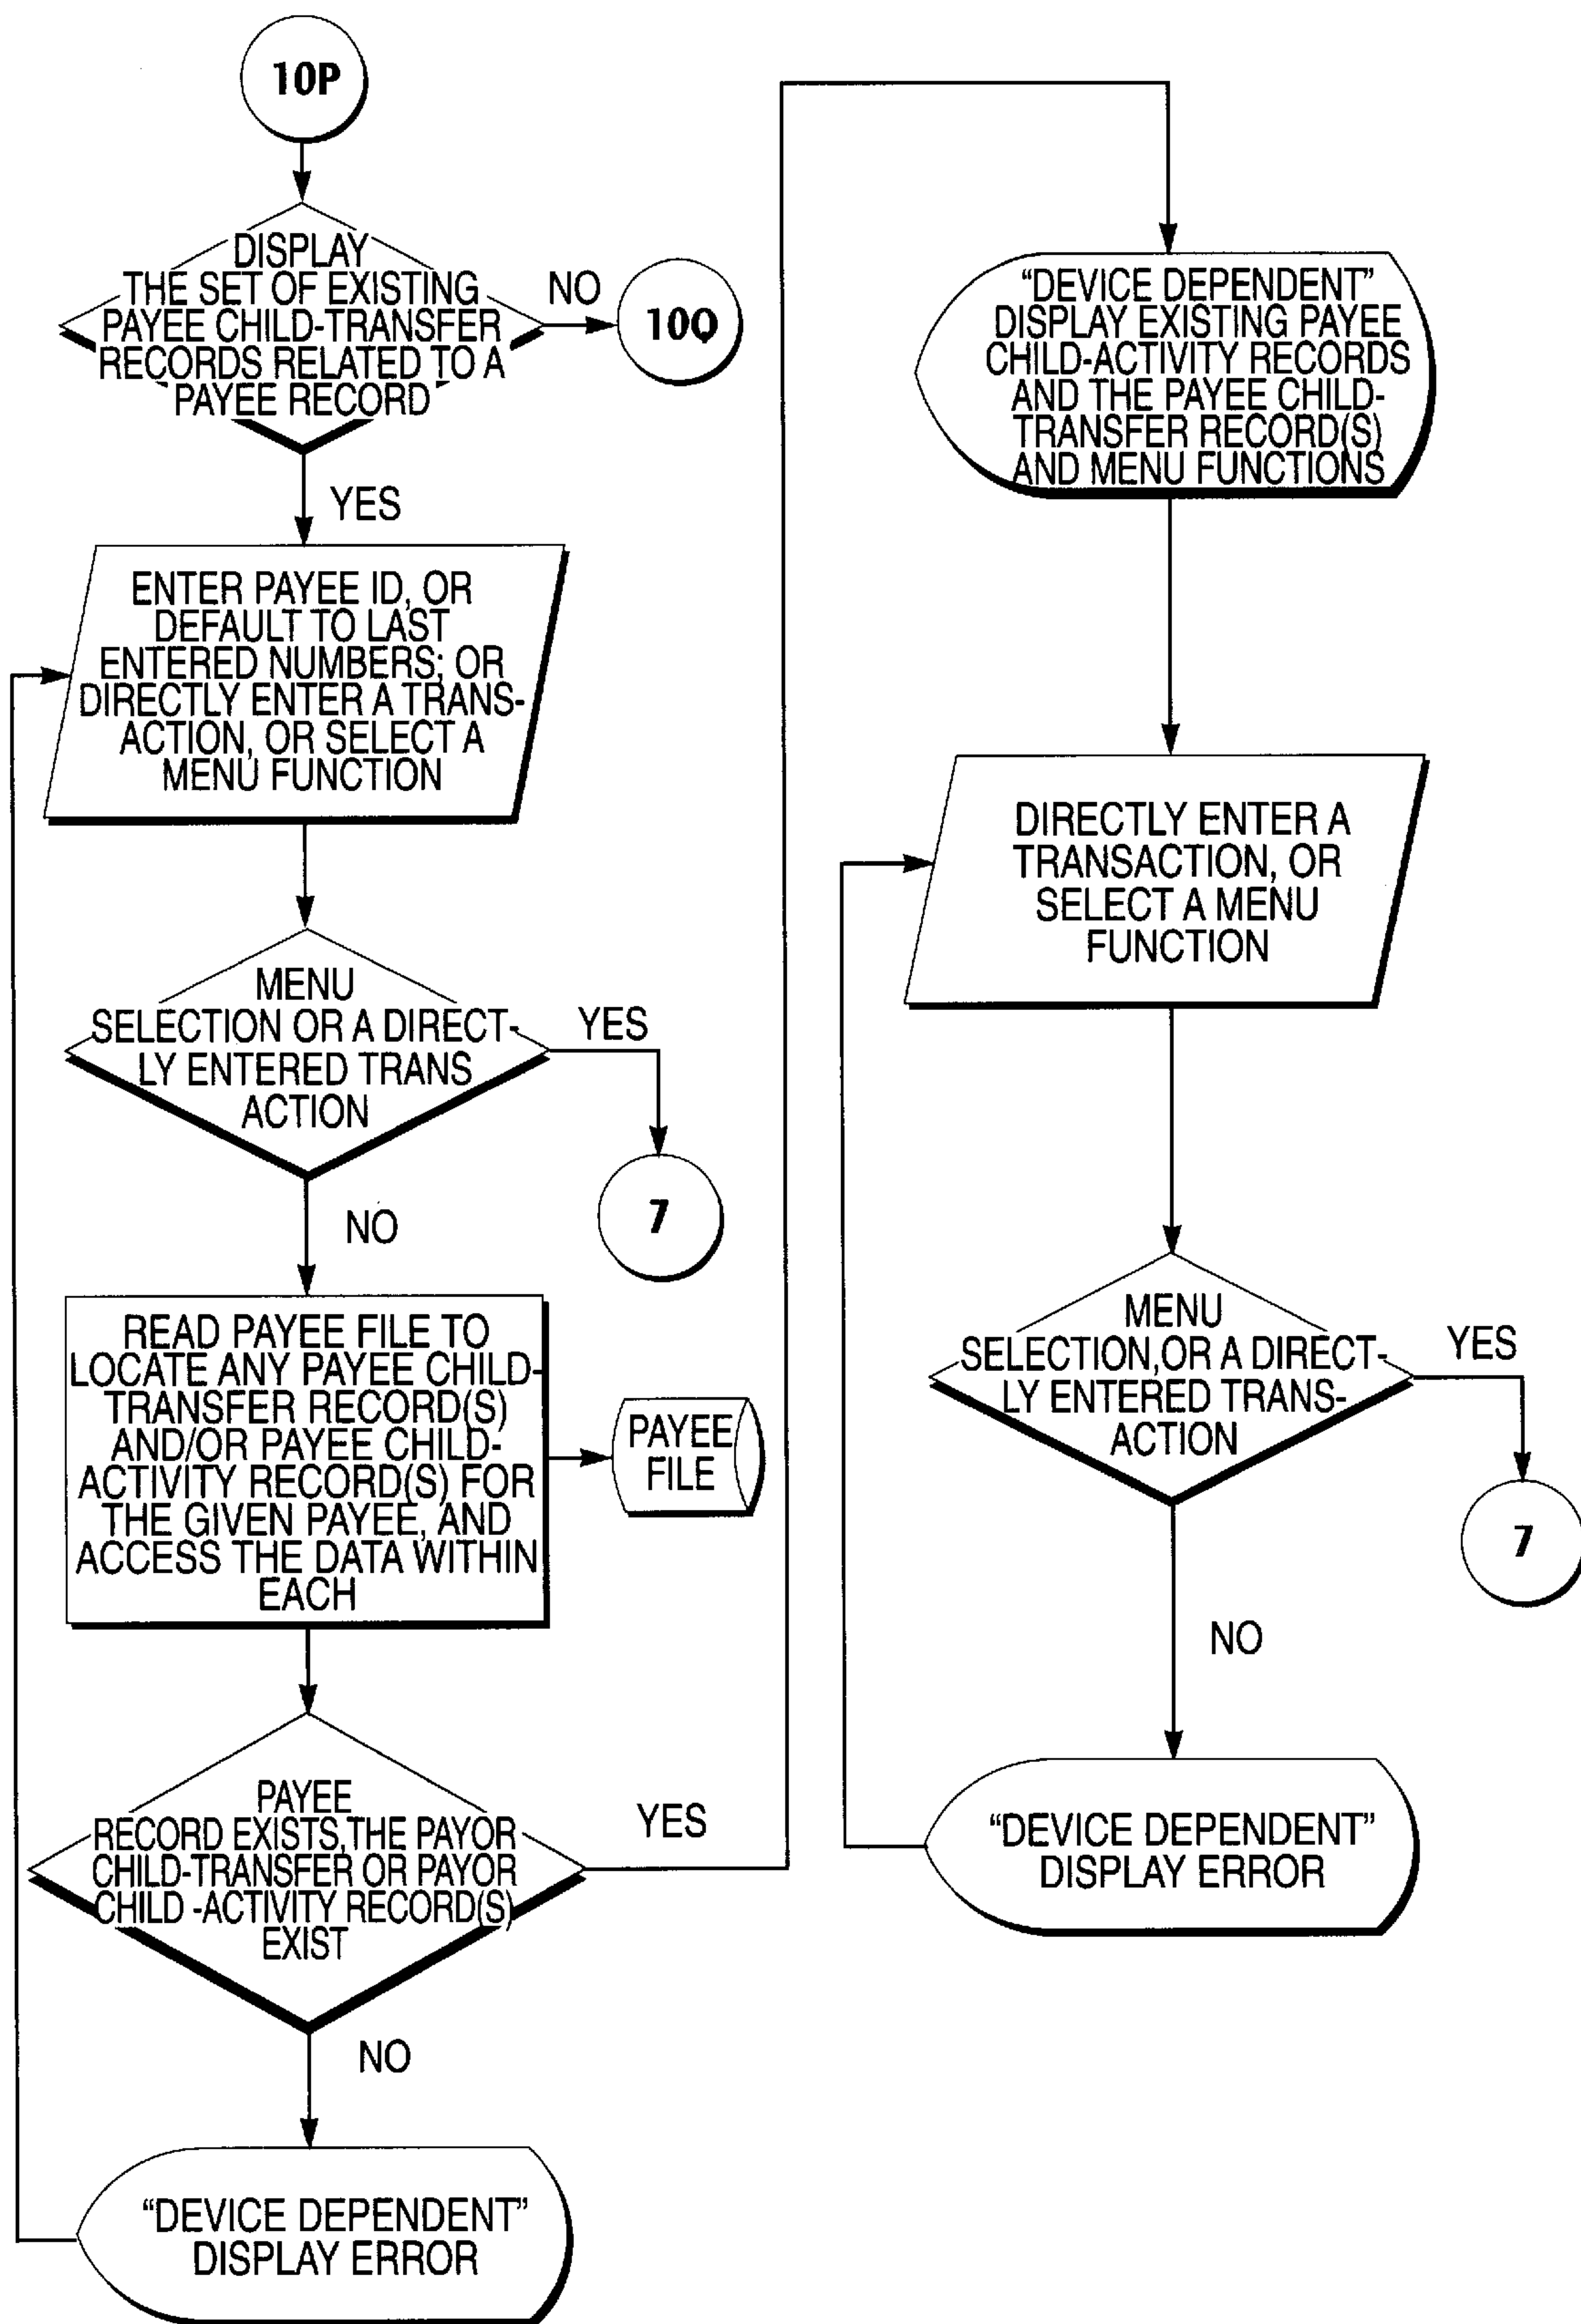 10P
DISPLAY
THE SET OF EXISTING
PAYEE CHILD-TRANSFER
RECORDS RELATED TO A
PAYEE RECORD
NO
10Q
YES
ENTER PAYEE ID, OR
DEFAULT TO LAST
ENTERED NUMBERS; OR
DIRECTLY ENTER A TRANS-
ACTION, OR SELECT A
MENU FUNCTION
MENU
SELECTION OR A DIRECT-
LY ENTERED TRANS
ACTION
YES
7
NO
READ PAYEE FILE TO
LOCATE ANY PAYEE CHILD-
TRANSFER RECORD(S)
AND/OR PAYEE CHILD-
ACTIVITY RECORD(S) FOR
THE GIVEN PAYEE, AND
ACCESS THE DATA WITHIN
EACH
PAYEE
FILE
PAYEE
RECORD EXISTS,THE PAYOR
CHILD-TRANSFER OR PAYOR
CHILD -ACTIVITY RECORD(S)
EXIST
YES
NO
“DEVICE DEPENDENT”
DISPLAY ERROR
“DEVICE DEPENDENT”
DISPLAY EXISTING PAYEE
CHILD-ACTIVITY RECORDS
AND THE PAYEE CHILD-
TRANSFER RECORD(S)
AND MENU FUNCTIONS
DIRECTLY ENTER A
TRANSACTION, OR
SELECT A MENU
FUNCTION
MENU
SELECTION,OR A DIRECT-
LY ENTERED TRANS-
ACTION
YES
7
NO
“DEVICE DEPENDENT”
DISPLAY ERROR